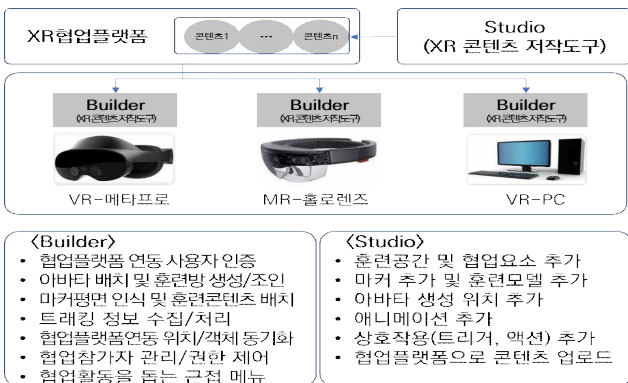 XR협업플랫폼
콘텐츠1
...
콘텐츠n
Studio
(XR 콘텐츠 저작도구)
Builder
(XR콘텐츠저작도구)
Builder
(XR콘텐츠저작도구)
Builder
(XR콘텐츠저작도구)
VR-메타프로
MR-홀로렌즈
VR-PC
<Builder>
• 협업플랫폼 연동 사용자 인증
• 아바타 배치 및 훈련방 생성/조인
• 마커평면 인식 및 훈련콘텐츠 배치
• 트래킹 정보 수집/처리
• 협업플랫폼연동 위치/객체 동기화
• 협업참가자 관리/권한 제어
• 협업활동을 돕는 근접 메뉴
<Studio>
• 훈련공간 및 협업요소 추가
• 마커 추가 및 훈련모델 추가
• 아바타 생성 위치 추가
• 애니메이션 추가
• 상호작용(트리거, 액션) 추가
• 협업플랫폼으로 콘텐츠 업로드